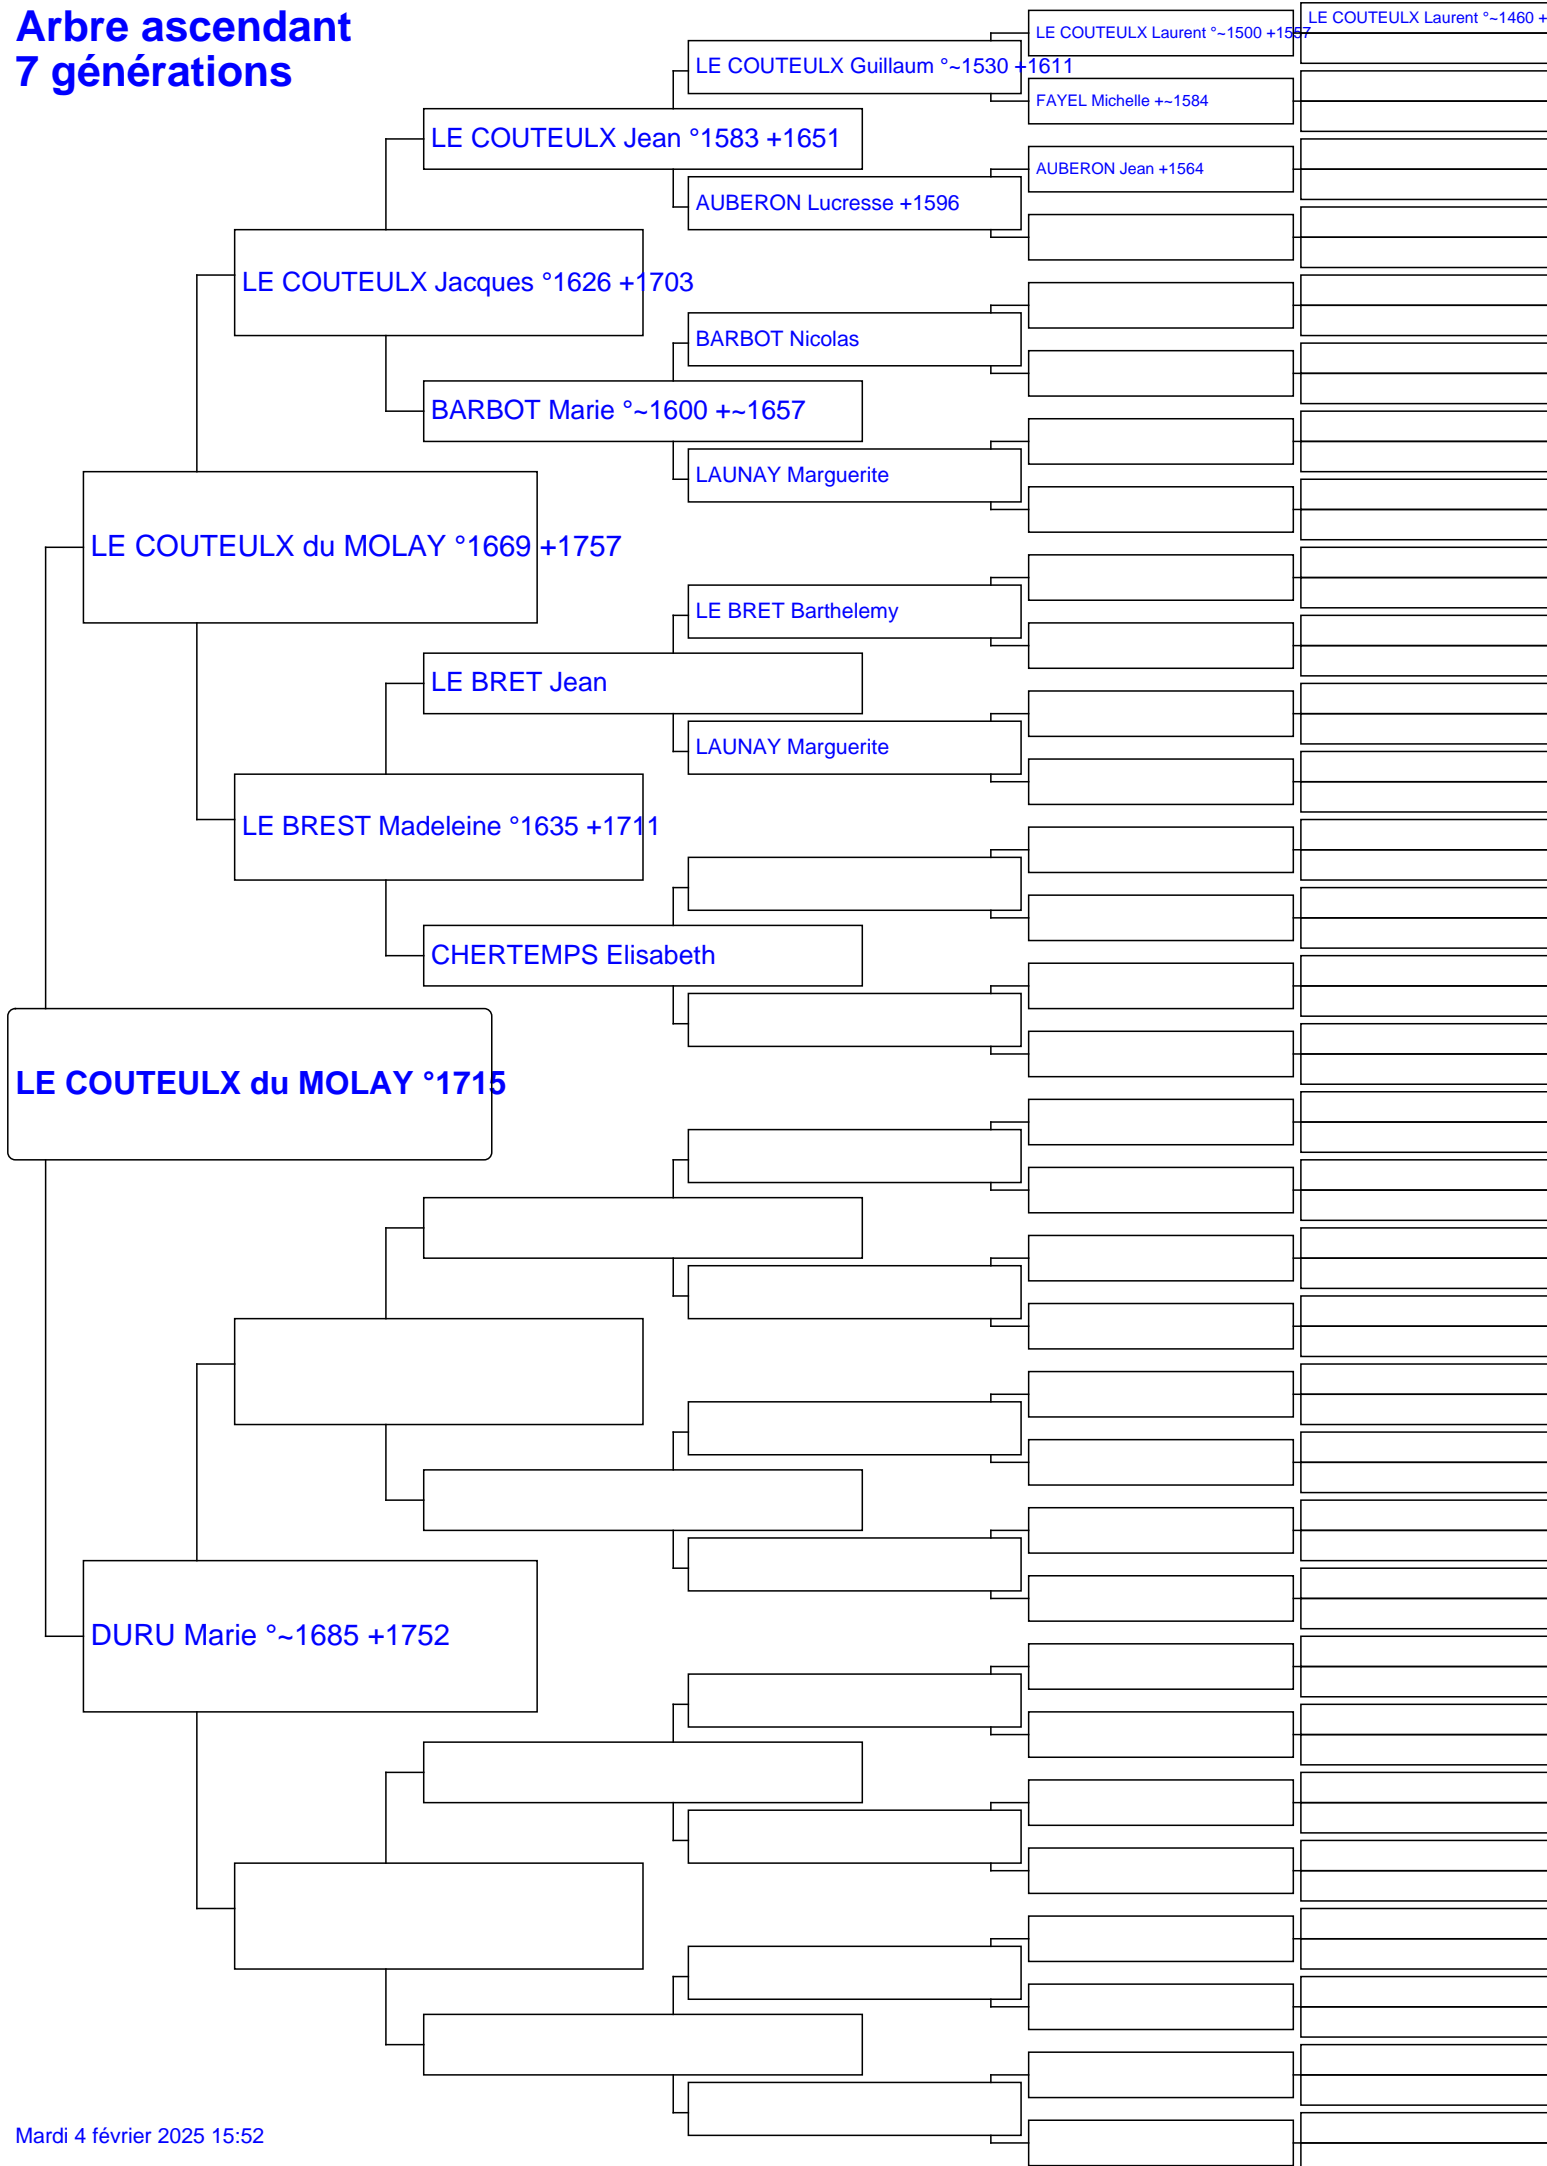 Arbre ascendant
7 générations
LE COUTEULX Laurent °~1460 +
LE COUTEULX Laurent °~1500 +1557
LE COUTEULX Guillaum °~1530 +1611
FAYEL Michelle +~1584
LE COUTEULX Jean °1583 +1651
AUBERON Jean +1564
AUBERON Lucresse +1596
LE COUTEULX Jacques °1626 +1703
BARBOT Nicolas
BARBOT Marie °~1600 +~1657
LAUNAY Marguerite
LE COUTEULX du MOLAY °1669 +1757
LE BRET Barthelemy
LE BRET Jean
LAUNAY Marguerite
LE BREST Madeleine °1635 +1711
CHERTEMPS Elisabeth
LE COUTEULX du MOLAY °1715
DURU Marie °~1685 +1752
Mardi 4 février 2025 15:52